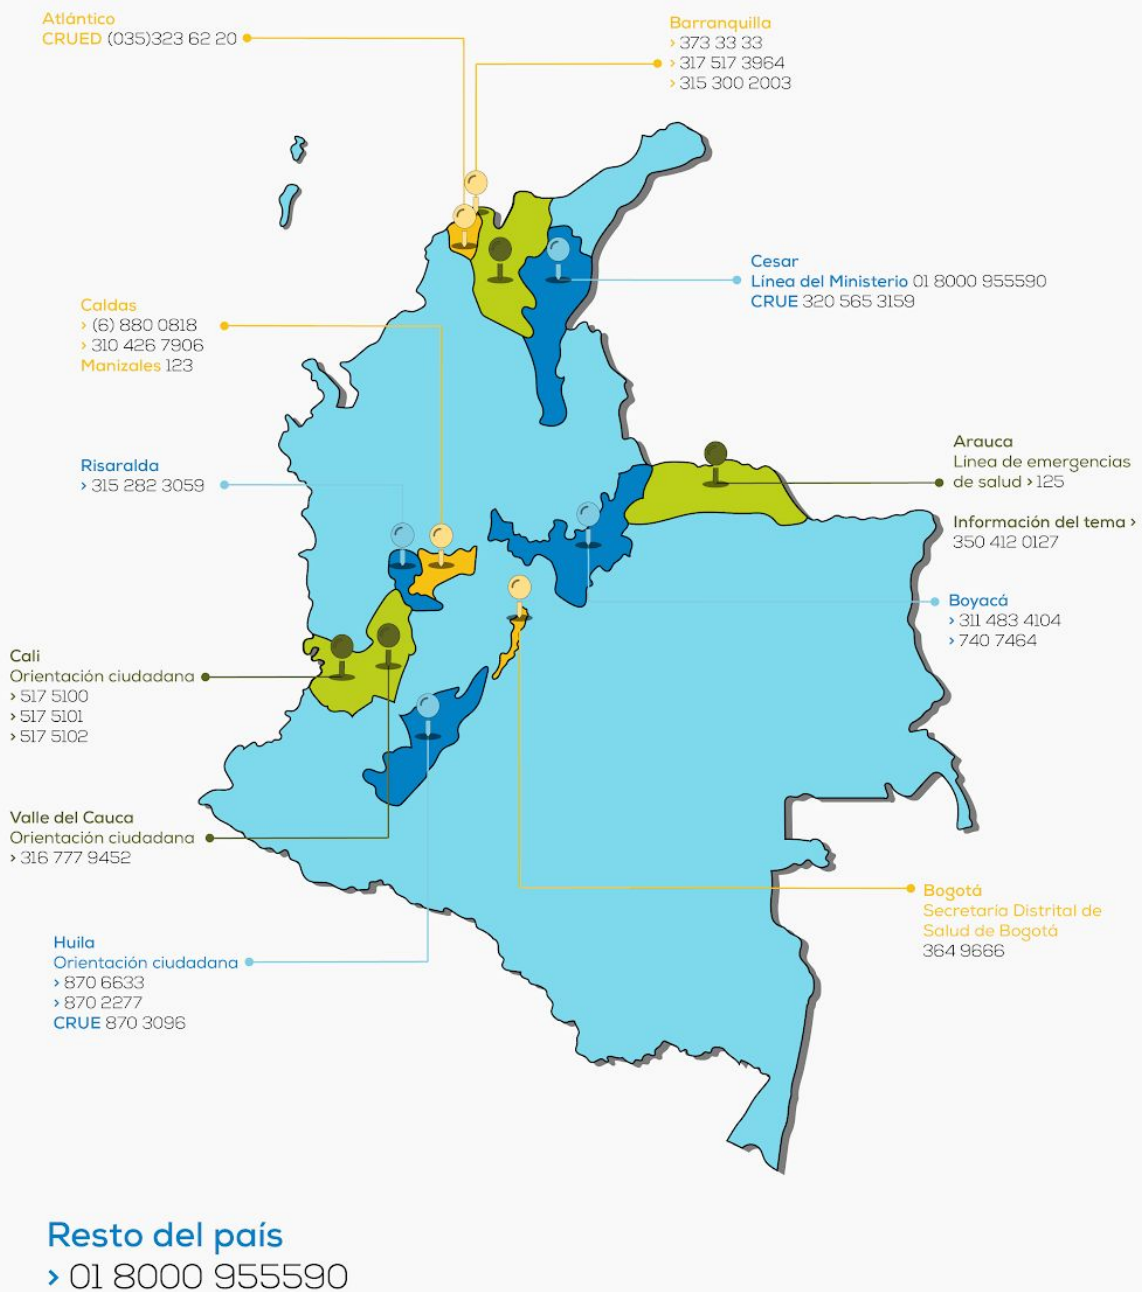 Atlántico
CRUED (035)323 62 20
Barranquilla
> 373 33 33
> 317 517 3964
> 315 300 2003
Cesar
Línea del Ministerio 01 8000 955590
CRUE 320 565 3159
Caldas
> (6) 880 0818
> 310 426 7906
Manizales 123
Risaralda
> 315 282 3059
Arauca
Línea de emergencias
de salud > 125
Información del tema >
350 412 0127
Boyacá
> 311 483 4104
> 740 7464
Cali
Orientación ciudadana
> 517 5100
> 517 5101
> 517 5102
Valle del Cauca
Orientación ciudadana
> 316 777 9452
Bogotá
Secretaría Distrital de
Salud de Bogotá
364 9666
Huila
Orientación ciudadana
> 870 6633
> 870 2277
CRUE 870 3096
Resto del país
> 01 8000 955590